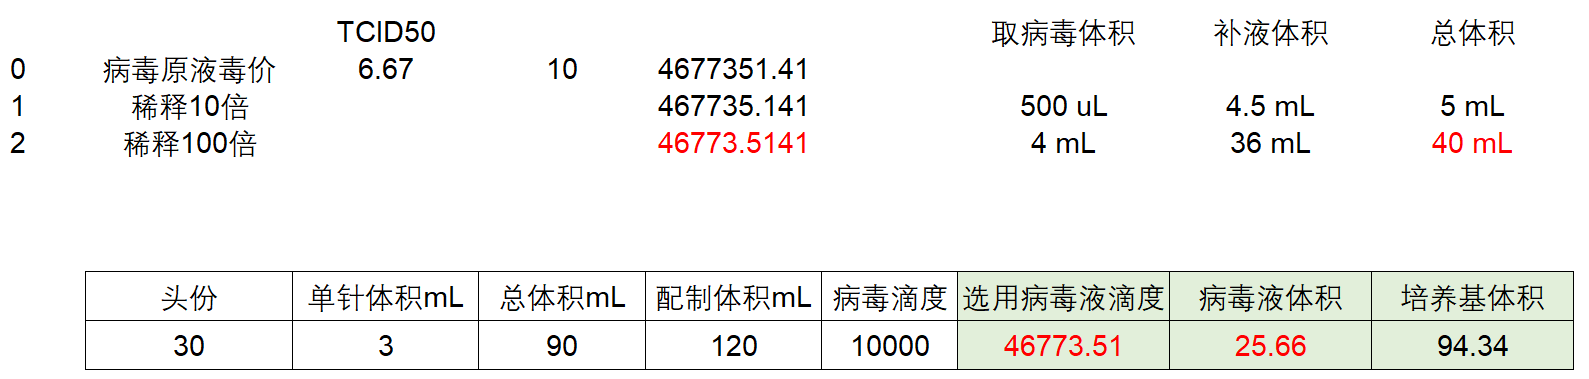 TCID50 取病毒体积 补液体积 总体积
0 病毒原液毒价 6.67 10 4677351.41
1 稀释10倍 467735.141 500 uL 4.5 mL 5 mL
2 稀释100倍 46773.5141 4 mL 36 mL 40 mL
头份 单针体积mL 总体积mL 配制体积mL 病毒滴度 选用病毒液滴度 病毒液体积 培养基体积
30 3 90 120 10000 46773.51 25.66 94.34